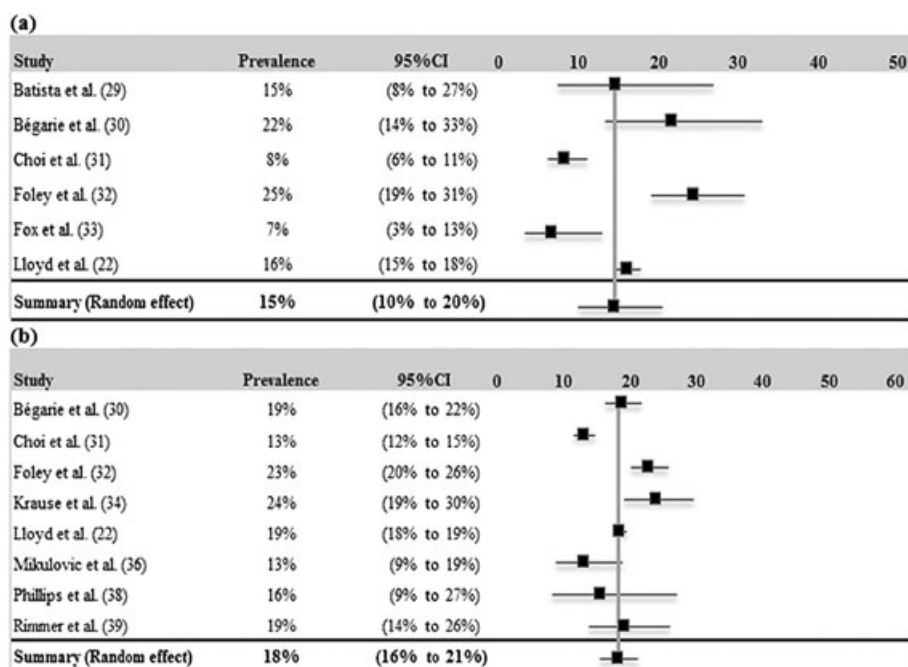 (a)
Study Prevalence 95%CI 0 10 20 30 40 50
Batista et al. (29) 15% (8% to 27%)
Bégarie et al. (30) 22% (14% to 33%)
Choi et al. (31) 8% (6% to 11%)
Foley et al. (32) 25% (19% to 31%)
Fox et al. (33) 7% (3% to 13%)
Lloyd et al. (22) 16% (15% to 18%)
Summary (Random effect) 15% (10% to 20%)
(b)
Study Prevalence 95%CI 0 10 20 30 40 50 60
Bégarie et al. (30) 19% (16% to 22%)
Choi et al. (31) 13% (12% to 15%)
Foley et al. (32) 23% (20% to 26%)
Krause et al. (34) 24% (19% to 30%)
Lloyd et al. (22) 19% (18% to 19%)
Mikulovic et al. (36) 13% (9% to 19%)
Phillips et al. (38) 16% (9% to 27%)
Rimmer et al. (39) 19% (14% to 26%)
Summary (Random effect) 18% (16% to 21%)